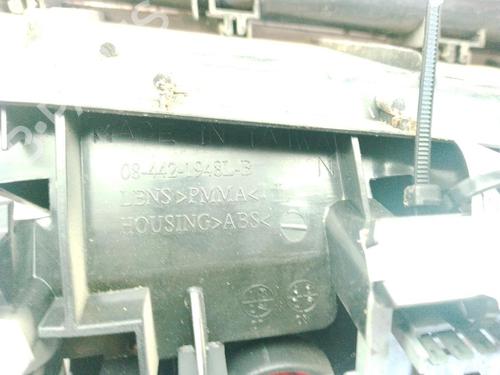 MADE IN TAIWAN
08-442-1948L-B N
LENS>PMMA<
HOUSING>ABS<